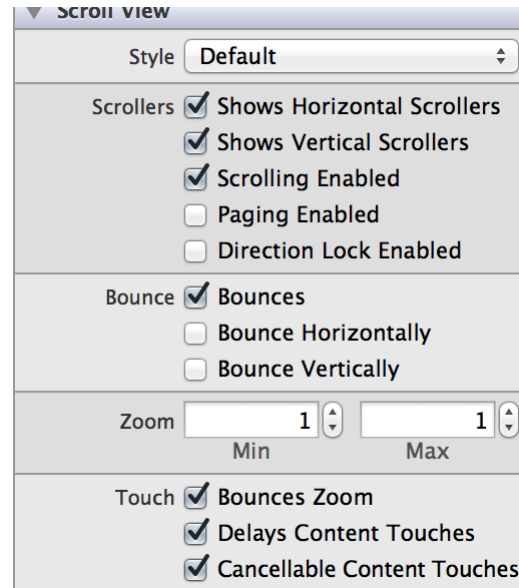 Scroll View
Style Default
Scrollers Shows Horizontal Scrollers
Shows Vertical Scrollers
Scrolling Enabled
Paging Enabled
Direction Lock Enabled
Bounce Bounces
Bounce Horizontally
Bounce Vertically
Zoom 1 1
Min Max
Touch Bounces Zoom
Delays Content Touches
Cancellable Content Touches